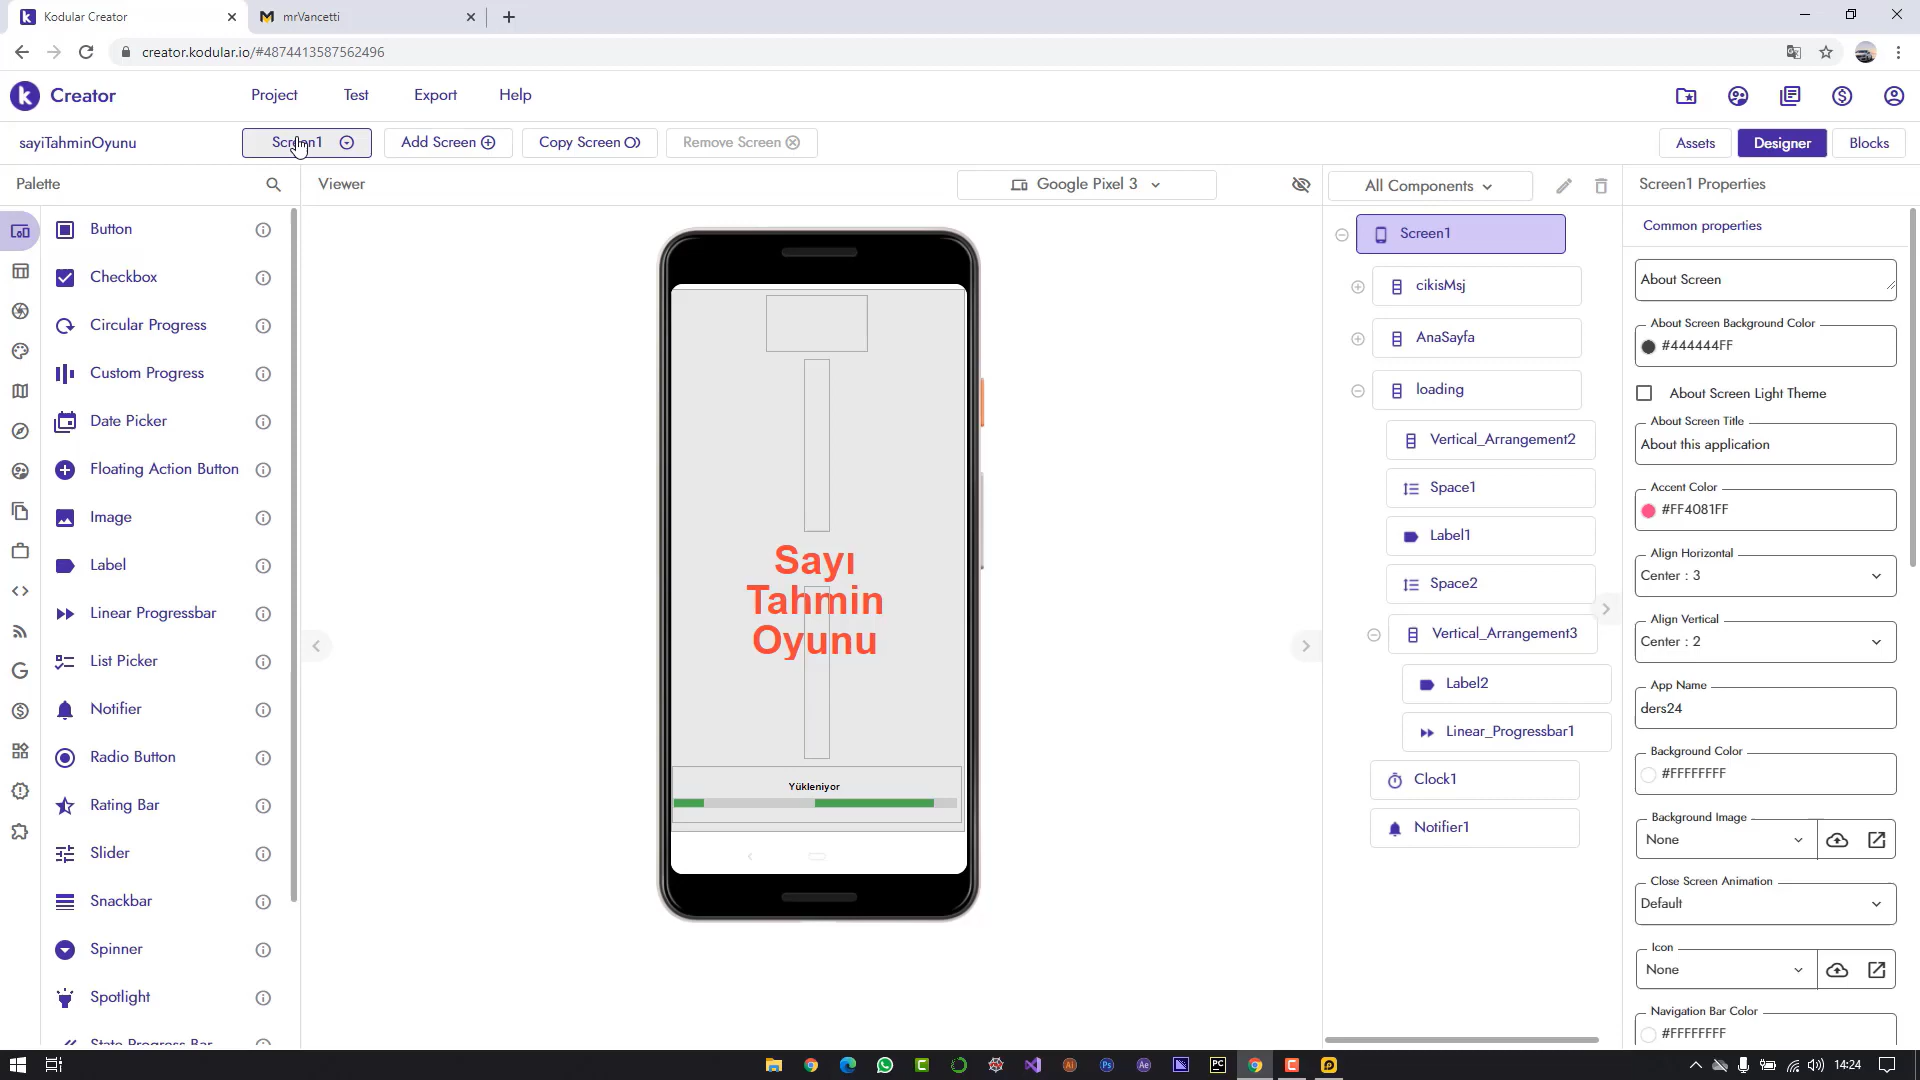 Kodular Creator
mrVancetti
creator.kodular.io/#4874413587562496
Creator
Project
Test
Export
Help
sayiTahminOyunu
Screen1
Add Screen
Copy Screen
Remove Screen
Assets
Designer
Blocks
Palette
Viewer
Google Pixel 3
All Components
Screen1 Properties
Button
Checkbox
Circular Progress
Custom Progress
Date Picker
Floating Action Button
Image
Label
Linear Progressbar
List Picker
Notifier
Radio Button
Rating Bar
Slider
Snackbar
Spinner
Spotlight
State Progress Bar
Sayı
Tahmin
Oyunu
Yükleniyor
Screen1
cikisMsj
AnaSayfa
loading
Vertical_Arrangement2
Space1
Label1
Space2
Vertical_Arrangement3
Label2
Linear_Progressbar1
Clock1
Notifier1
Common properties
About Screen
About Screen Background Color
#444444FF
About Screen Light Theme
About Screen Title
About this application
Accent Color
#FF4081FF
Align Horizontal
Center : 3
Align Vertical
Center : 2
App Name
ders24
Background Color
#FFFFFFFF
Background Image
None
Close Screen Animation
Default
Icon
None
Navigation Bar Color
#FFFFFFFF
14:24